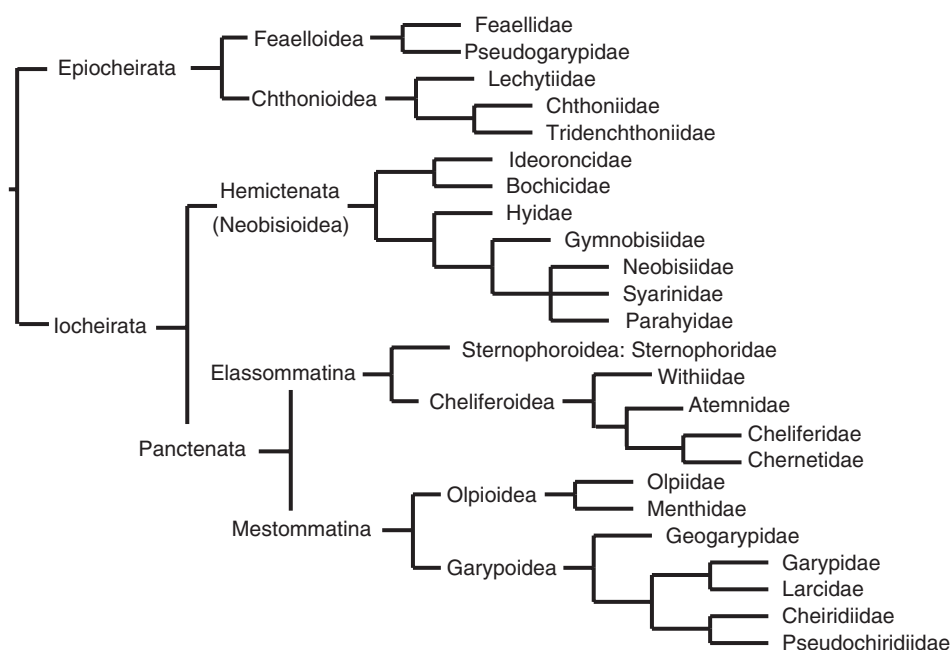 Feaellidae
Feaelloidea
Pseudogarypidae
Epiocheirata
Lechytiidae
Chthonioidea
Chthoniidae
Tridenchthoniidae
Ideoroncidae
Bochicidae
Hemictenata
(Neobisioidea)
Hyidae
Gymnobisiidae
Neobisiidae
Syarinidae
Parahyidae
Iocheirata
Sternophoroidea: Sternophoridae
Elassommatina
Withiidae
Cheliferoidea
Atemnidae
Cheliferidae
Chernetidae
Panctenata
Olpiidae
Olpioidea
Menthidae
Mestommatina
Geogarypidae
Garypoidea
Garypidae
Larcidae
Cheiridiidae
Pseudochiridiidae